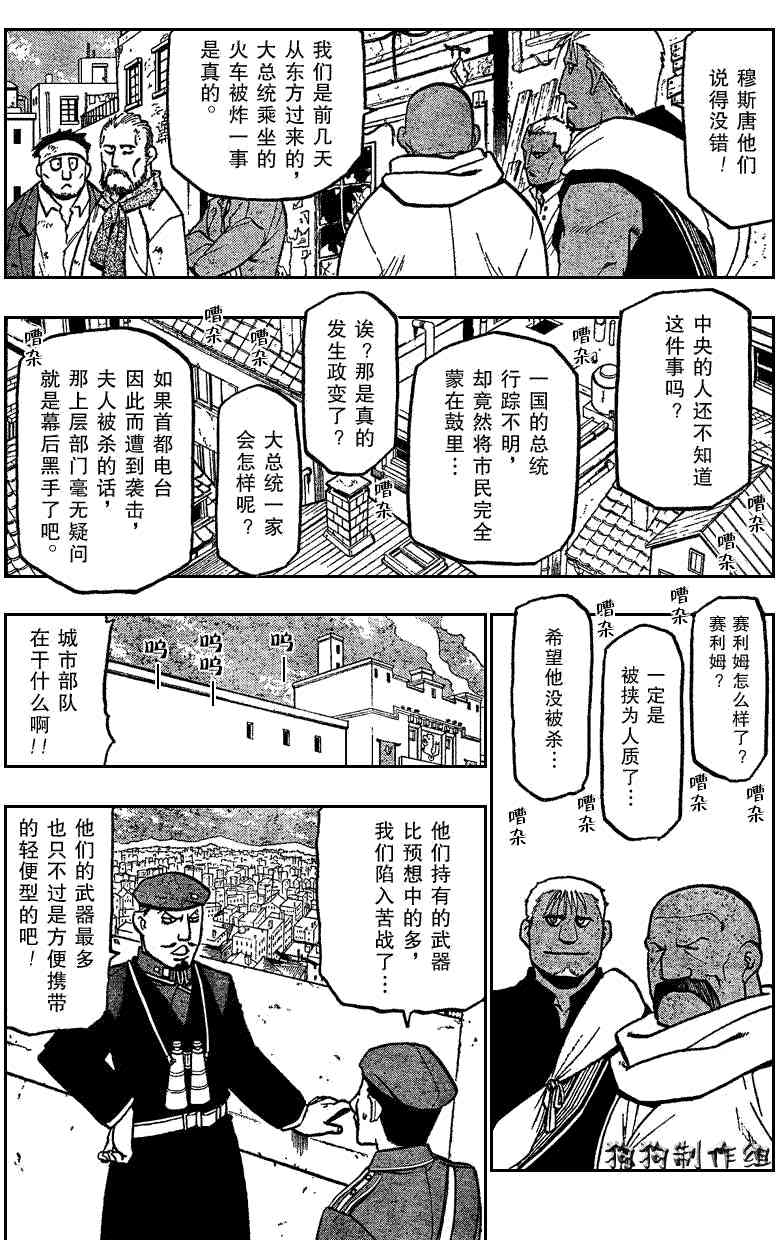 穆斯唐他们
说得没错！
我们是前几天
从东方过来的，
大总统乘坐的
火车被炸一事
是真的。
中央的人还不知道
这件事吗？
一国的总统
行踪不明，
却竟然将市民完全
蒙在鼓里…
诶？那是真的
发生政变了？
大总统一家
会怎样呢？
如果首都电台
因此而遭到袭击，
夫人被杀的话，
那上层部门毫无疑问
就是幕后黑手了吧。
嘈杂
嘈杂
嘈杂
嘈杂
嘈杂
嘈杂
嘈杂
赛利姆怎么样了？
赛利姆？
一定是
被挟为人质了…
希望他没被杀…
嘈杂
嘈杂
嘈杂
嘈杂
嘈杂
呜
呜
呜
呜
城市部队
在干什么啊!!
他们持有的武器
比预想中的多，
我们陷入苦战了…
他们的武器最多
也只不过是方便携带
的轻便型的吧！
狗狗制作组